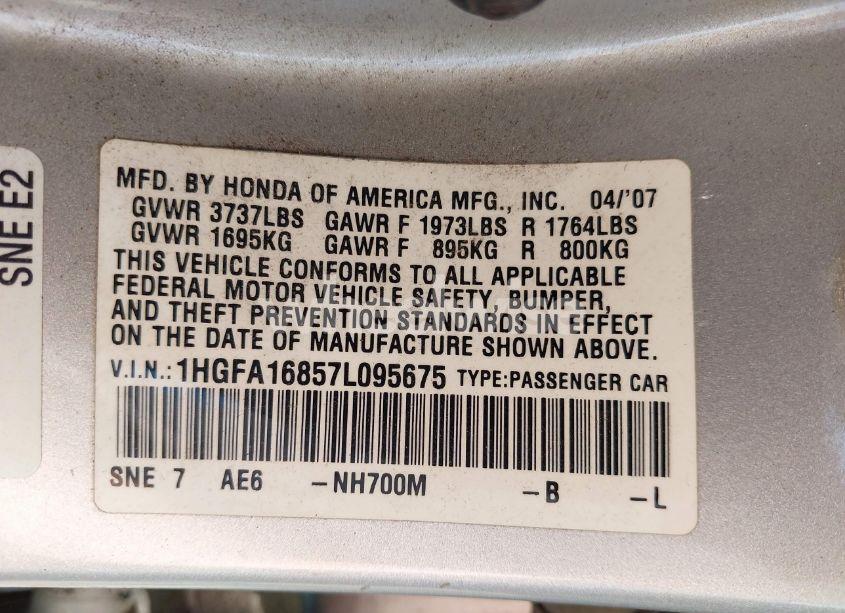 MFD. BY HONDA OF AMERICA MFG., INC. 04/'07
GVWR 3737LBS GAWR F 1973LBS R 1764LBS
GVWR 1695KG GAWR F 895KG R 800KG
THIS VEHICLE CONFORMS TO ALL APPLICABLE
FEDERAL MOTOR VEHICLE SAFETY, BUMPER,
AND THEFT PREVENTION STANDARDS IN EFFECT
ON THE DATE OF MANUFACTURE SHOWN ABOVE.
V.I.N.: 1HGFA16857L095675 TYPE:PASSENGER CAR
SNE 7 AE6 -NH700M -B -L
SNE E2